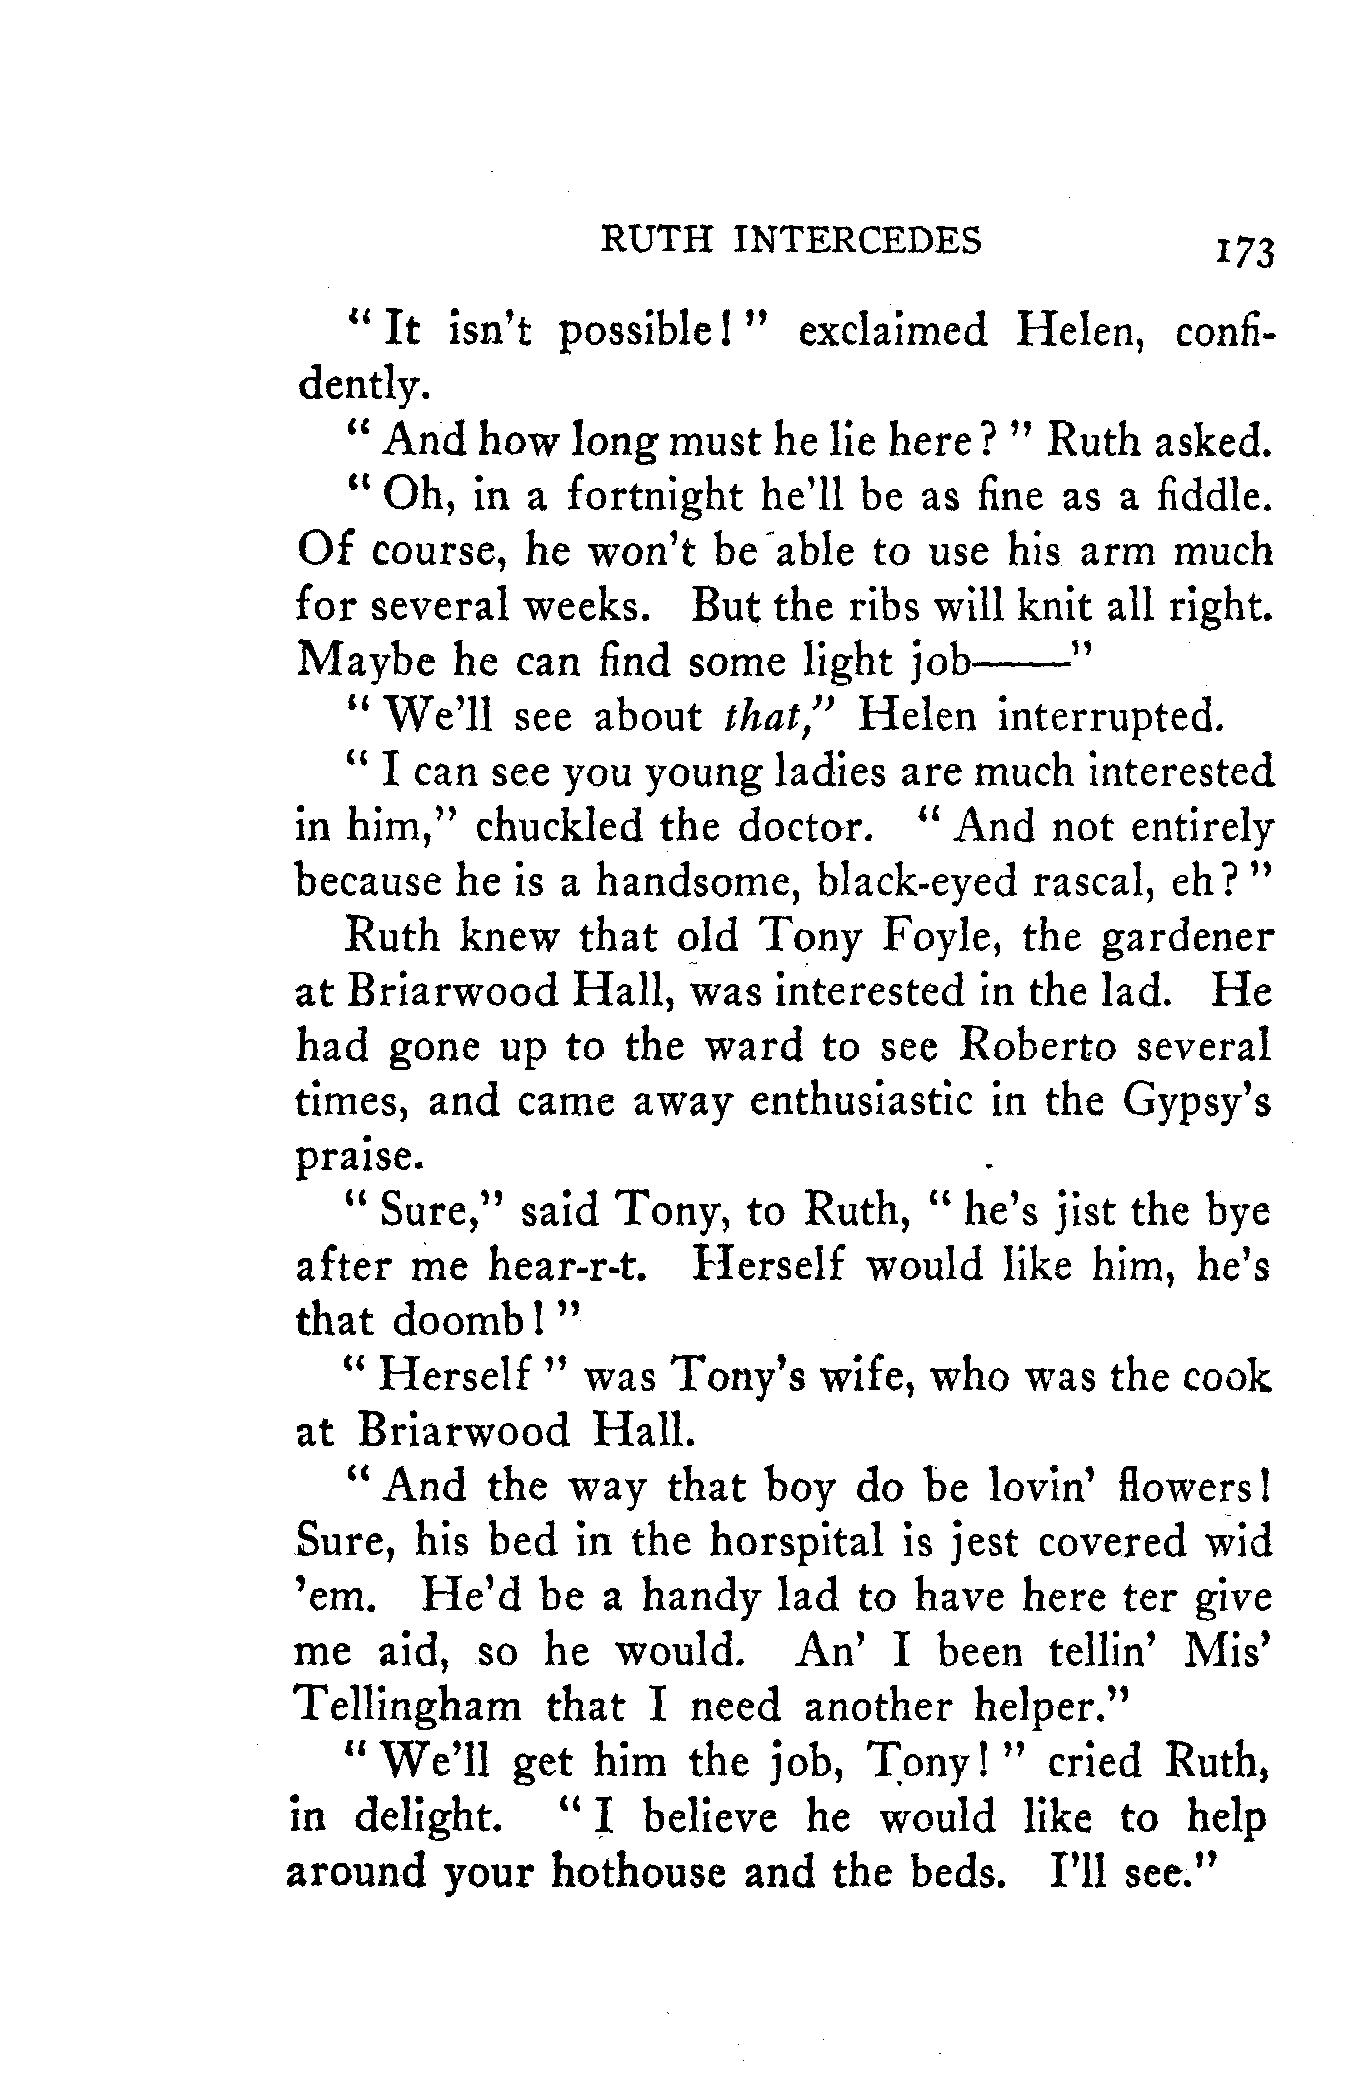 RUTH INTERCEDES 173
" It isn't possible! " exclaimed Helen, confi-
dently.
" And how long must he lie here? " Ruth asked.
" Oh, in a fortnight he'll be as fine as a fiddle.
Of course, he won't be able to use his arm much
for several weeks. But the ribs will knit all right.
Maybe he can find some light job——"
" We'll see about that," Helen interrupted.
" I can see you young ladies are much interested
in him," chuckled the doctor. " And not entirely
because he is a handsome, black-eyed rascal, eh? "
Ruth knew that old Tony Foyle, the gardener
at Briarwood Hall, was interested in the lad. He
had gone up to the ward to see Roberto several
times, and came away enthusiastic in the Gypsy's
praise.
" Sure," said Tony, to Ruth, " he's jist the bye
after me hear-r-t. Herself would like him, he's
that doomb! "
" Herself " was Tony's wife, who was the cook
at Briarwood Hall.
" And the way that boy do be lovin' flowers!
Sure, his bed in the horspital is jest covered wid
'em. He'd be a handy lad to have here ter give
me aid, so he would. An' I been tellin' Mis'
Tellingham that I need another helper."
" We'll get him the job, Tony! " cried Ruth,
in delight. " I believe he would like to help
around your hothouse and the beds. I'll see."